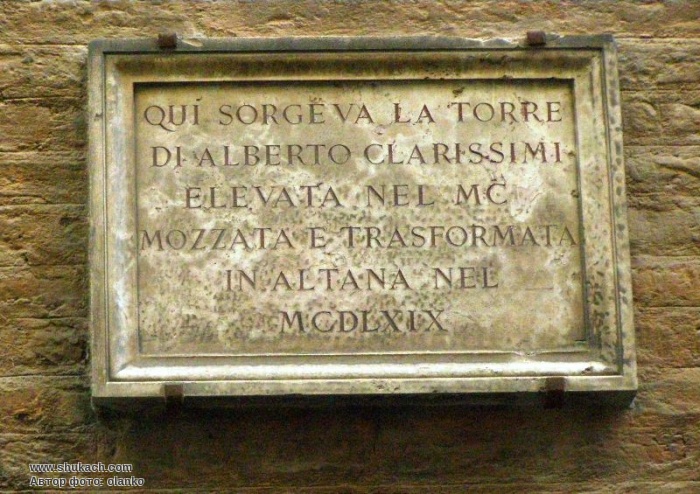 QUI SORGEVA LA TORRE
DI ALBERTO CLARISSIMI
ELEVATA NEL MC
MOZZATA E TRASFORMATA
IN ALTANA NEL
MCDLXIX
www.shukach.com
Автор фото: olanko